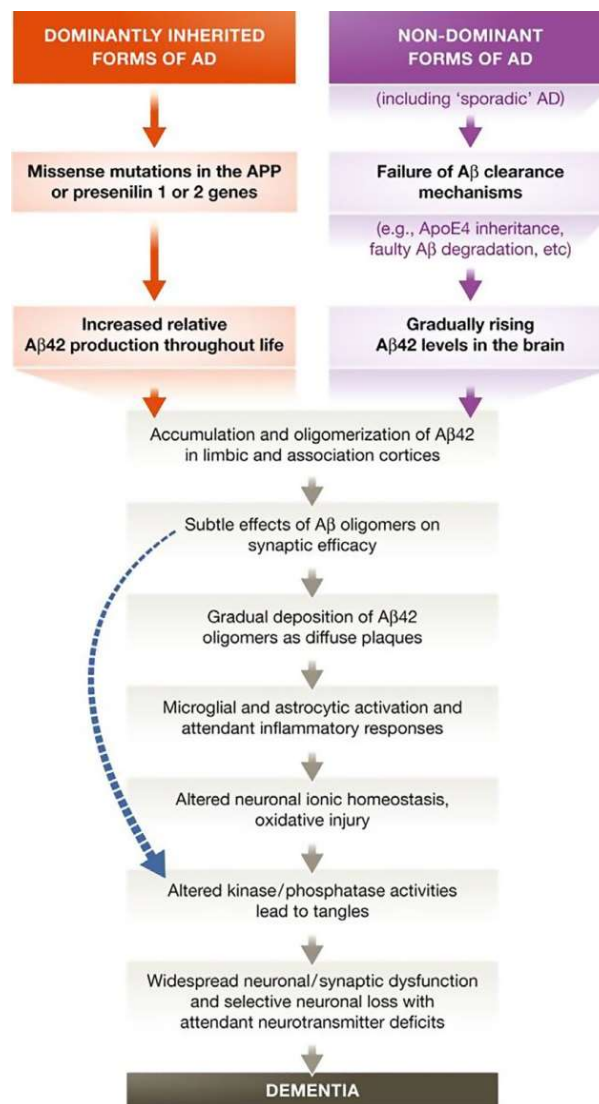 DOMINANTLY INHERITED
FORMS OF AD
NON-DOMINANT
FORMS OF AD
(including ‘sporadic’ AD)
Missense mutations in the APP
or presenilin 1 or 2 genes
Failure of Aβ clearance
mechanisms
(e.g., ApoE4 inheritance,
faulty Aβ degradation, etc)
Increased relative
Aβ42 production throughout life
Gradually rising
Aβ42 levels in the brain
Accumulation and oligomerization of Aβ42
in limbic and association cortices
Subtle effects of Aβ oligomers on
synaptic efficacy
Gradual deposition of Aβ42
oligomers as diffuse plaques
Microglial and astrocytic activation and
attendant inflammatory responses
Altered neuronal ionic homeostasis,
oxidative injury
Altered kinase/phosphatase activities
lead to tangles
Widespread neuronal/synaptic dysfunction
and selective neuronal loss with
attendant neurotransmitter deficits
DEMENTIA